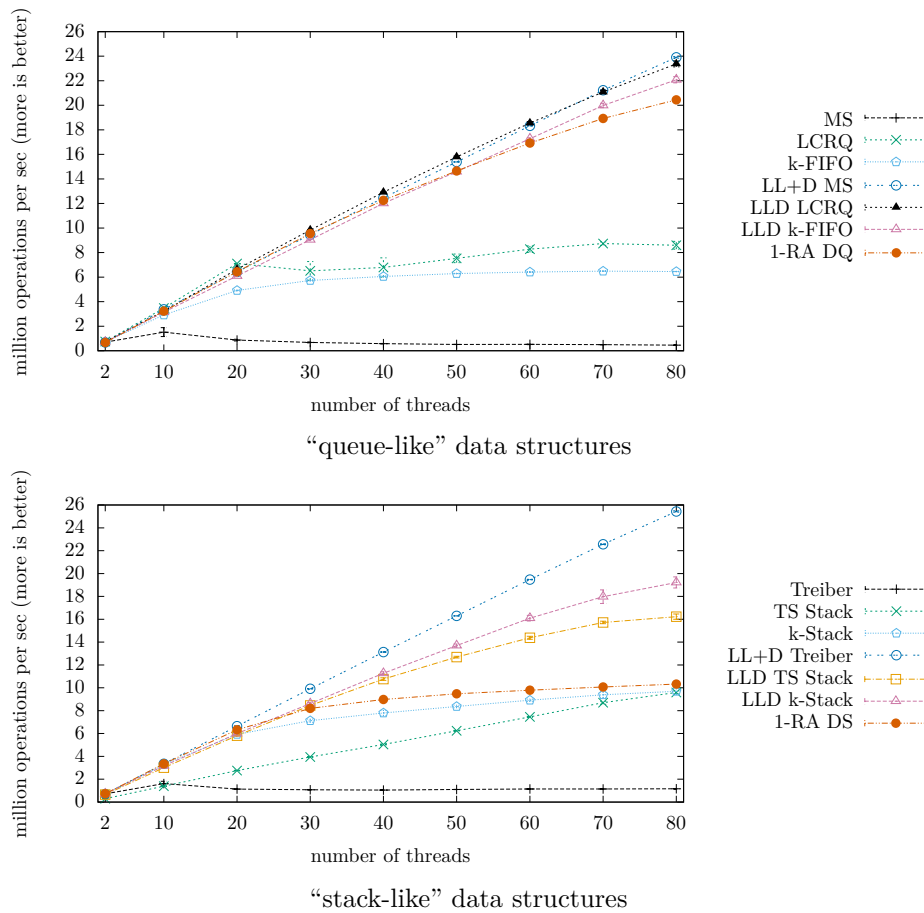 million operations per sec (more is better)
26
24
22
20
18
16
14
12
10
8
6
4
2
0
2 10 20 30 40 50 60 70 80
number of threads
MS
LCRQ
k-FIFO
LL+D MS
LLD LCRQ
LLD k-FIFO
1-RA DQ
“queue-like” data structures
million operations per sec (more is better)
26
24
22
20
18
16
14
12
10
8
6
4
2
0
2 10 20 30 40 50 60 70 80
number of threads
Treiber
TS Stack
k-Stack
LL+D Treiber
LLD TS Stack
LLD k-Stack
1-RA DS
“stack-like” data structures